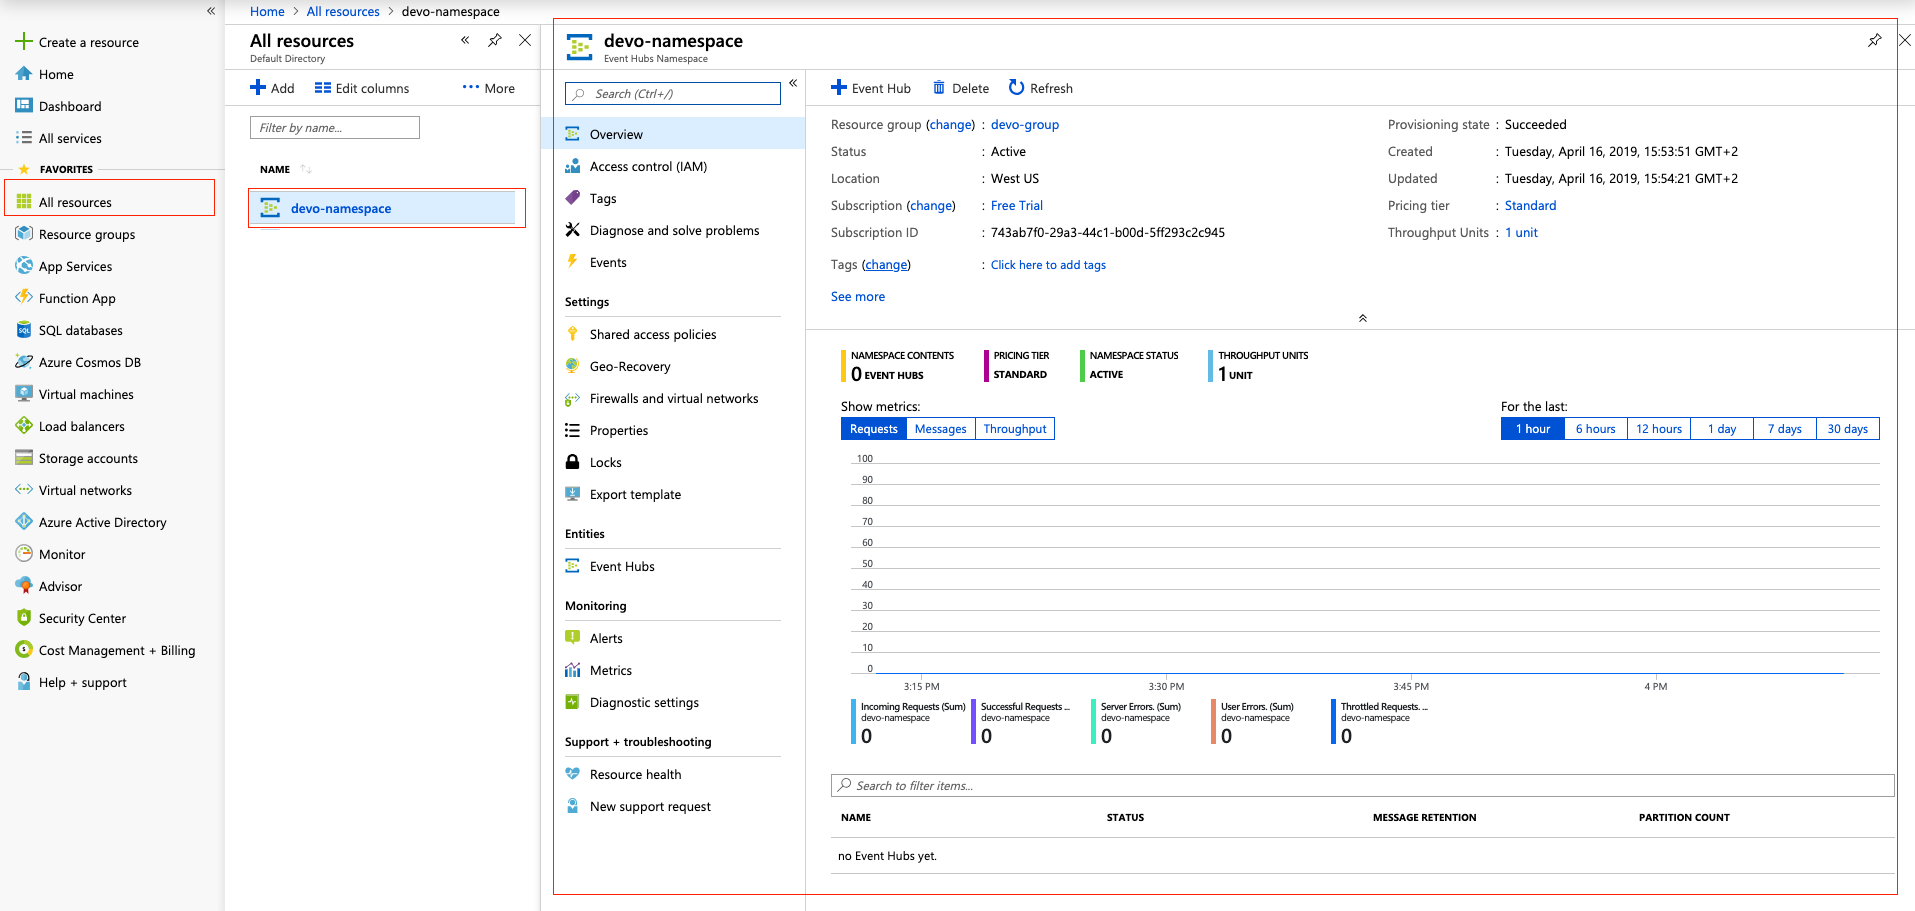 Home > All resources > devo-namespace
Create a resource
Home
Dashboard
All services
FAVORITES
All resources
Resource groups
App Services
Function App
SQL databases
Azure Cosmos DB
Virtual machines
Load balancers
Storage accounts
Virtual networks
Azure Active Directory
Monitor
Advisor
Security Center
Cost Management + Billing
Help + support
All resources
Default Directory
Add Edit columns ··· More
Filter by name...
NAME
devo-namespace
devo-namespace
Event Hubs Namespace
Search (Ctrl+/)
Overview
Access control (IAM)
Tags
Diagnose and solve problems
Events
Settings
Shared access policies
Geo-Recovery
Firewalls and virtual networks
Properties
Locks
Export template
Entities
Event Hubs
Monitoring
Alerts
Metrics
Diagnostic settings
Support + troubleshooting
Resource health
New support request
Event Hub Delete Refresh
Resource group (change) : devo-group
Status : Active
Location : West US
Subscription (change) : Free Trial
Subscription ID : 743ab7f0-29a3-44c1-b00d-5ff293c2c945
Tags (change) : Click here to add tags
See more
Provisioning state : Succeeded
Created : Tuesday, April 16, 2019, 15:53:51 GMT+2
Updated : Tuesday, April 16, 2019, 15:54:21 GMT+2
Pricing tier : Standard
Throughput Units : 1 unit
NAMESPACE CONTENTS
0 EVENT HUBS
PRICING TIER
STANDARD
NAMESPACE STATUS
ACTIVE
THROUGHPUT UNITS
1 UNIT
Show metrics:
Requests Messages Throughput
For the last:
1 hour 6 hours 12 hours 1 day 7 days 30 days
100
90
80
70
60
50
40
30
20
10
0
3:15 PM 3:30 PM 3:45 PM 4 PM
Incoming Requests (Sum)
devo-namespace
0
Successful Requests ...
devo-namespace
0
Server Errors. (Sum)
devo-namespace
0
User Errors. (Sum)
devo-namespace
0
Throttled Requests. ...
devo-namespace
0
Search to filter items...
NAME STATUS MESSAGE RETENTION PARTITION COUNT
no Event Hubs yet.